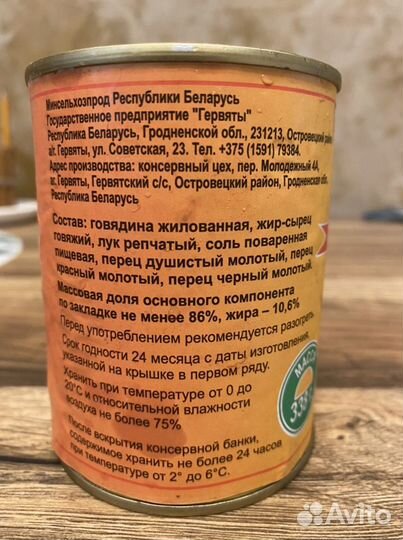 Минсельхозпрод Республики Беларусь
Государственное предприятие "Гервяты"
Республика Беларусь, Гродненской обл., 231213, Островецкий район
а/г. Гервяты, ул. Советская, 23. Тел. +375 (1591) 79384.
Адрес производства: консервный цех, пер. Молодежный 4А,
аг. Гервяты, Гервятский с/с, Островецкий район, Гродненская обл.,
Республика Беларусь
Состав: говядина жилованная, жир-сырец
говяжий, лук репчатый, соль поваренная
пищевая, перец душистый молотый, перец
красный молотый, перец черный молотый.
Массовая доля основного компонента
по закладке не менее 86%, жира – 10,6%
Перед употреблением рекомендуется разогреть.
Срок годности 24 месяца с даты изготовления,
указанной на крышке в первом ряду.
Хранить при температуре от 0 до
20°С и относительной влажности
воздуха не более 75%
После вскрытия консервной банки,
содержимое хранить не более 24 часов
при температуре от 2° до 6°С.
МАССА
338
Avito